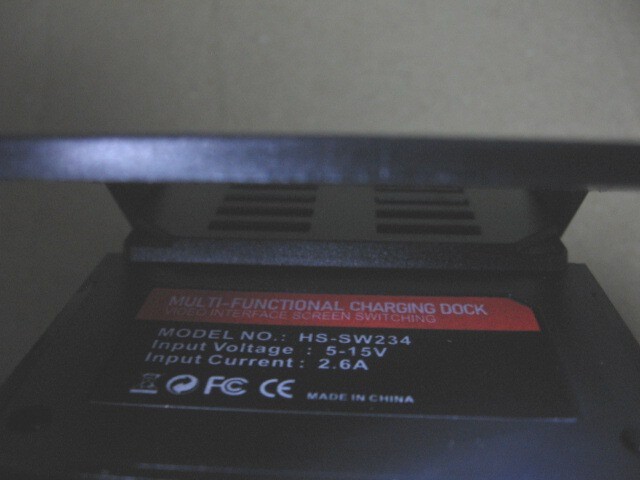 MULTI-FUNCTIONAL CHARGING DOCK
VIDEO INTERFACE SCREEN SWITCHING
MODEL NO.: HS-SW234
Input Voltage : 5-15V
Input Current : 2.6A
FC CE MADE IN CHINA